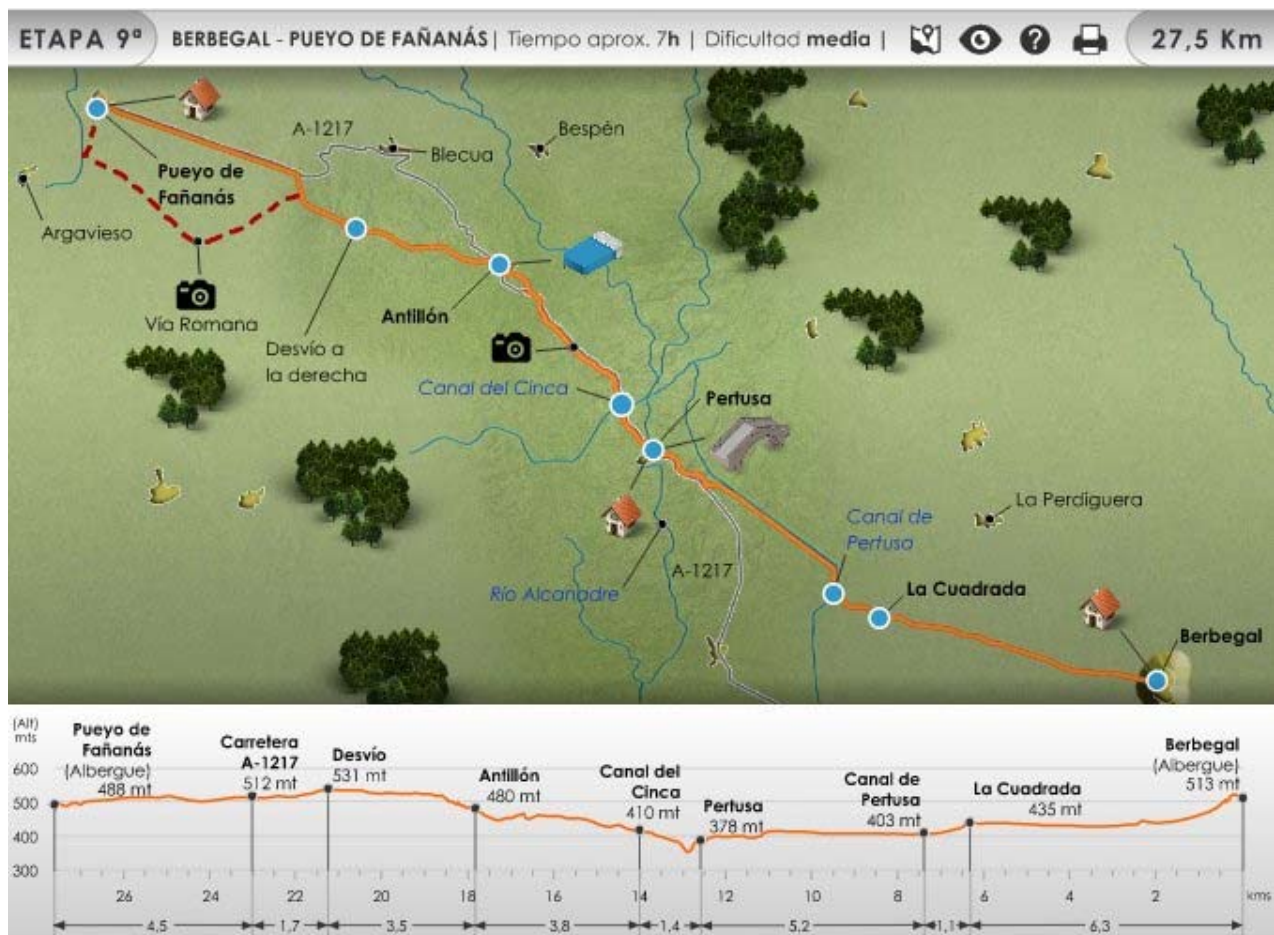 ETAPA 9ª
BERBEGAL - PUEYO DE FAÑANÁS | Tiempo aprox. 7h | Dificultad media |
27,5 Km
A-1217
Blecua
Bespén
Pueyo de
Fañanás
Argavieso
Vía Romana
Desvío a
la derecha
Antillón
Canal del Cinca
Pertusa
La Perdiguera
Canal de
Pertusa
A-1217
Río Alcanadre
La Cuadrada
Berbegal
(Alt)
mts
600
500
400
300
Pueyo de
Fañanás
(Albergue)
488 mt
Carretera
A-1217
512 mt
Desvío
531 mt
Antillón
480 mt
Canal del
Cinca
410 mt
Pertusa
378 mt
Canal de
Pertusa
403 mt
La Cuadrada
435 mt
Berbegal
(Albergue)
513 mt
26 24 22 20 18 16 14 12 10 8 6 4 2 kms
4,5 1,7 3,5 3,8 1,4 5,2 1,1 6,3